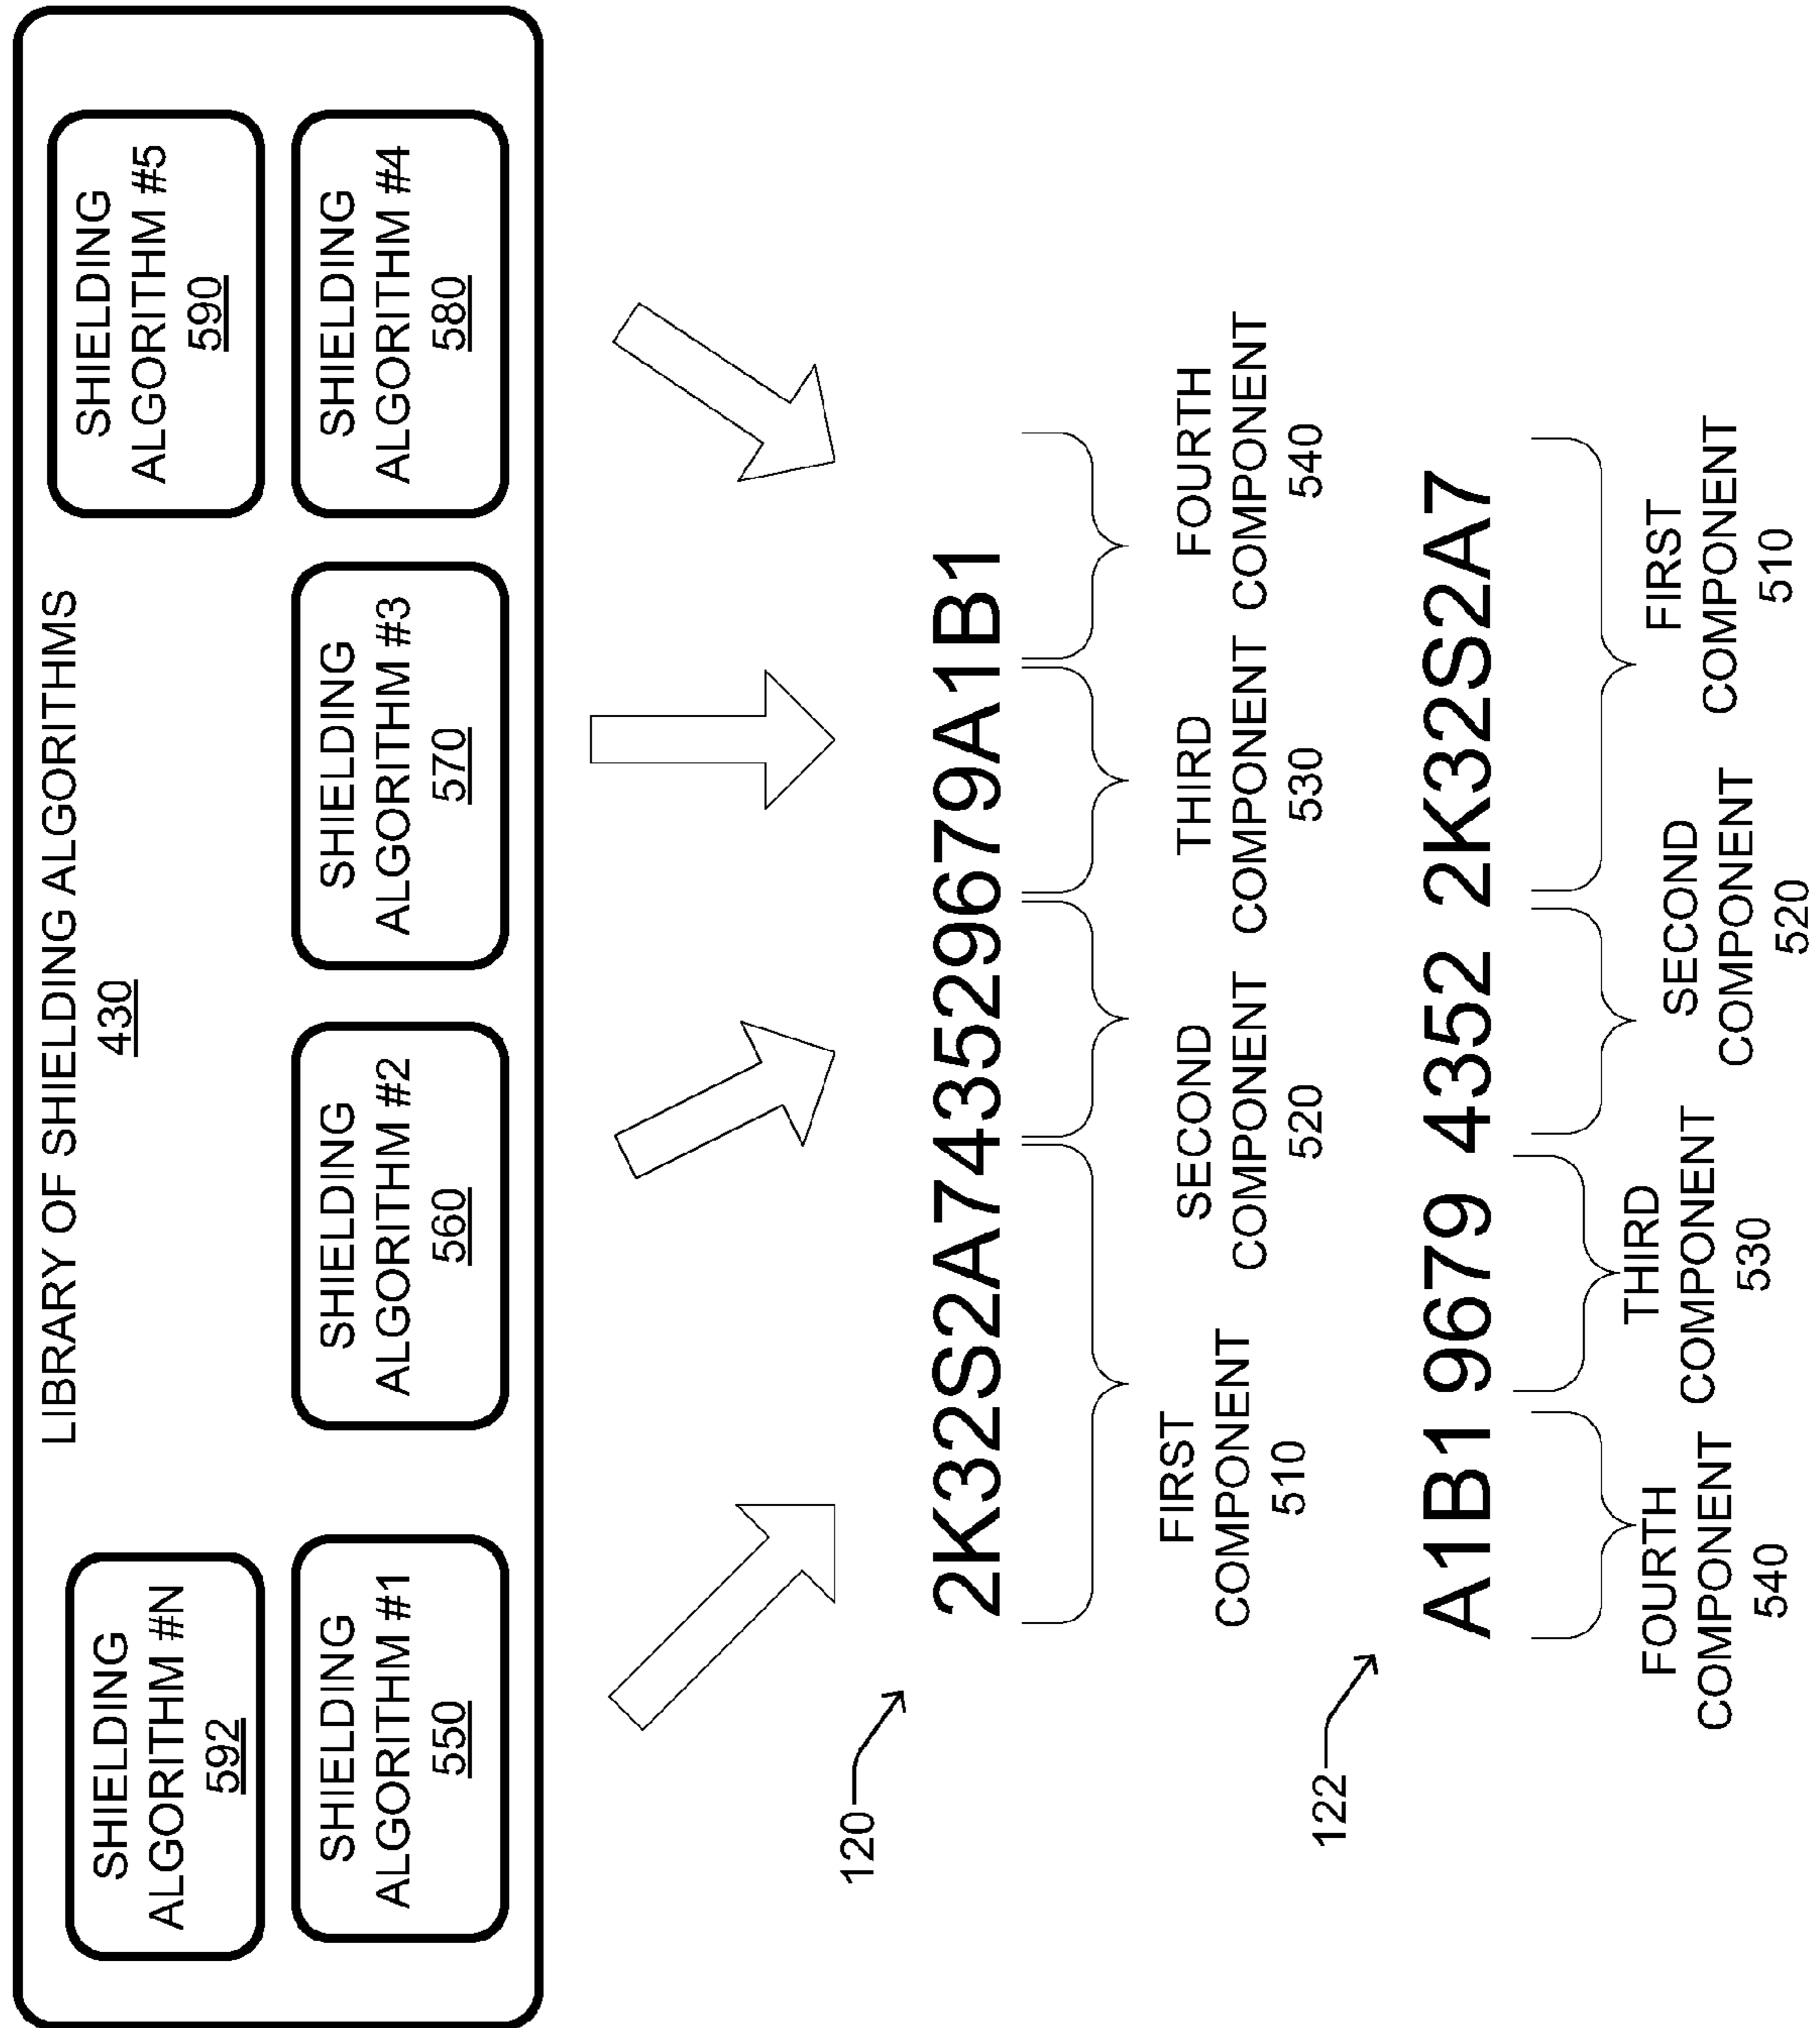 LIBRARY OF SHIELDING ALGORITHMS
430
SHIELDING
ALGORITHM #N
592
SHIELDING
ALGORITHM #5
590
SHIELDING
ALGORITHM #1
550
SHIELDING
ALGORITHM #2
560
SHIELDING
ALGORITHM #3
570
SHIELDING
ALGORITHM #4
580
120
2K32S2A743529679A1B1
FIRST
COMPONENT
510
SECOND
COMPONENT
520
THIRD
COMPONENT
530
FOURTH
COMPONENT
540
122
A1B1 9679 4352 2K32S2A7
FOURTH
COMPONENT
540
THIRD
COMPONENT
530
SECOND
COMPONENT
520
FIRST
COMPONENT
510